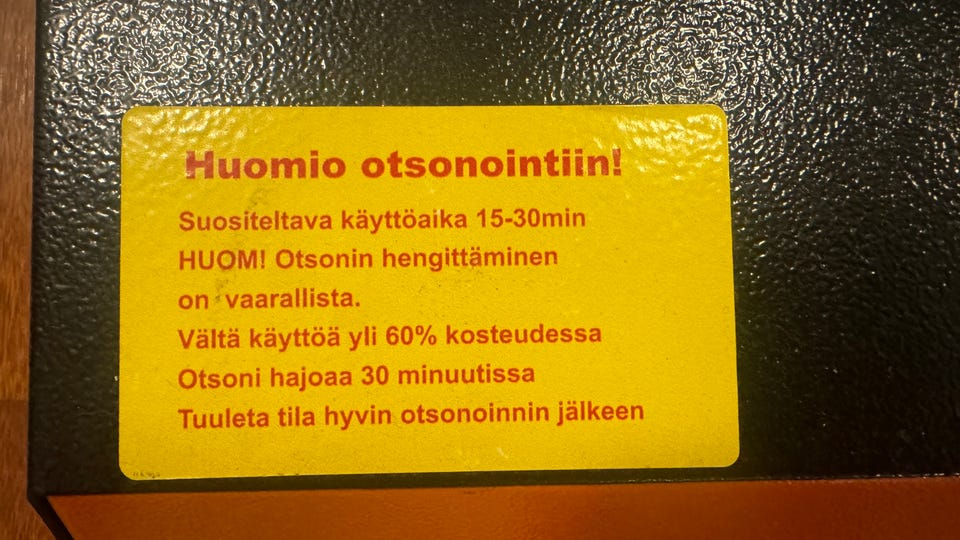 Huomio otsonointiin!
Suositeltava käyttöaika 15-30min
HUOM! Otsonin hengittäminen
on vaarallista.
Vältä käyttöä yli 60% kosteudessa
Otsoni hajoaa 30 minuutissa
Tuuleta tila hyvin otsonoinnin jälkeen